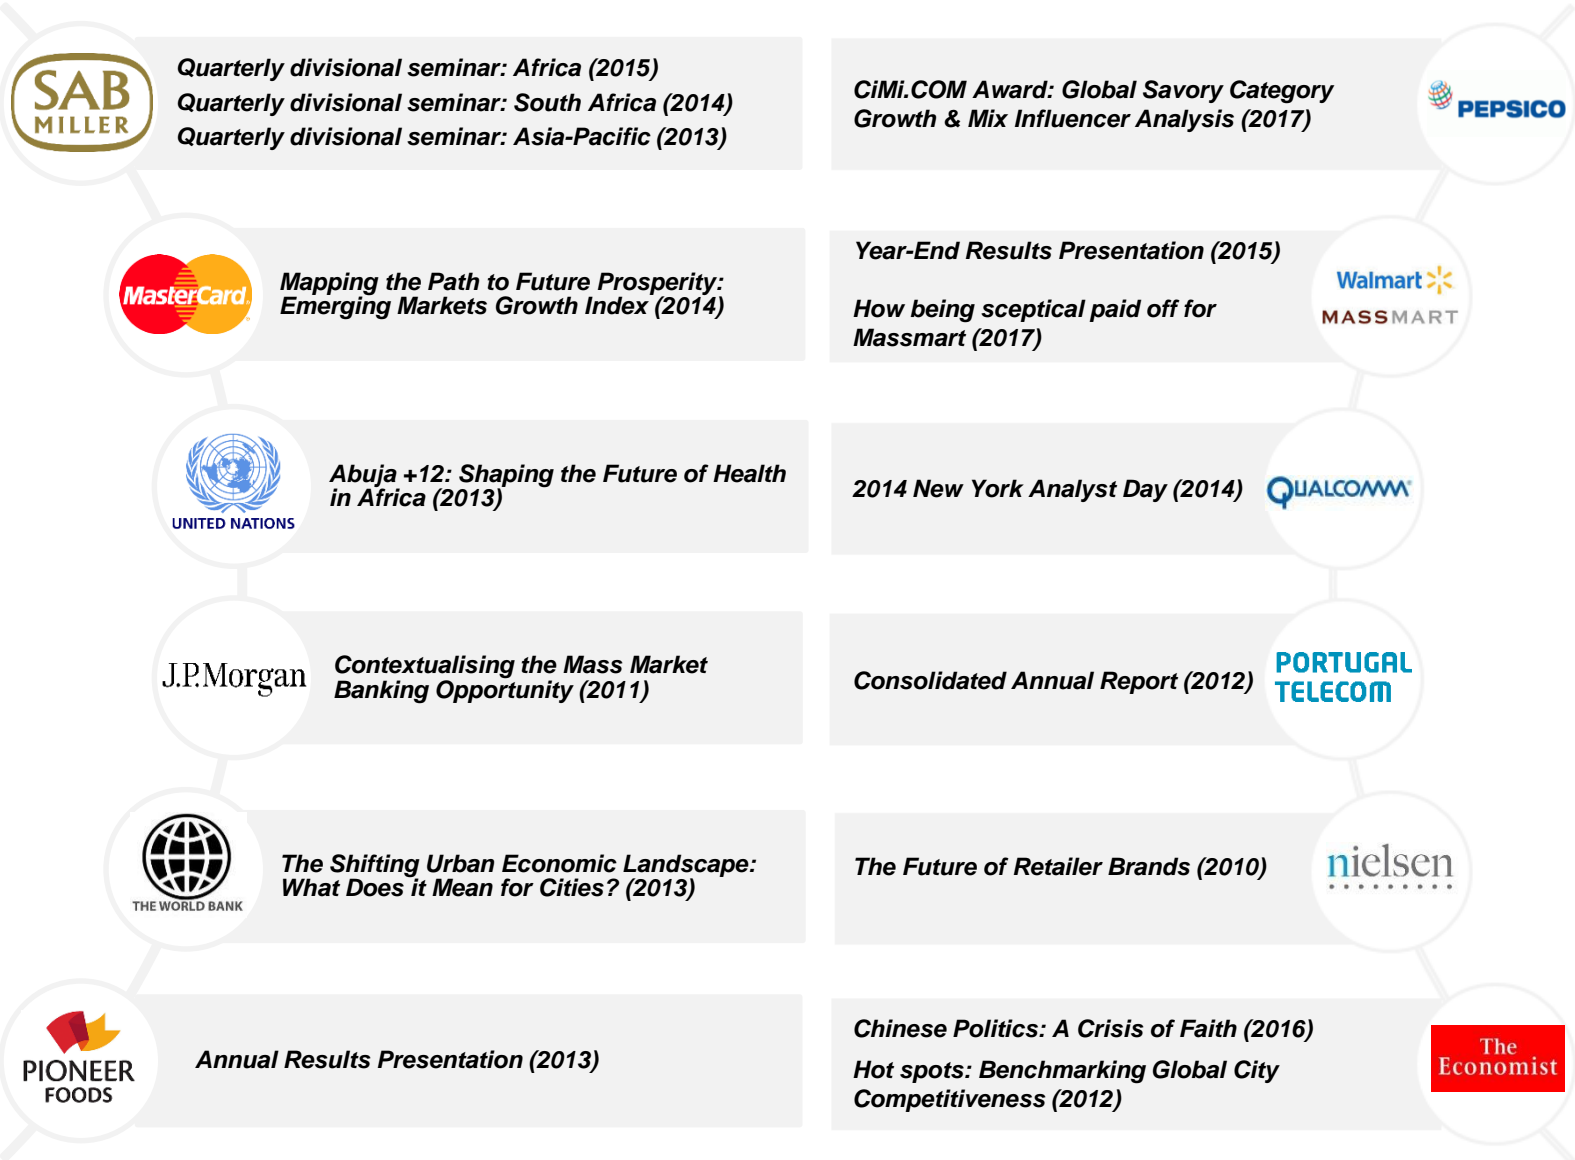 SAB
MILLER
Quarterly divisional seminar: Africa (2015)
Quarterly divisional seminar: South Africa (2014)
Quarterly divisional seminar: Asia-Pacific (2013)
MasterCard
Mapping the Path to Future Prosperity:
Emerging Markets Growth Index (2014)
UNITED NATIONS
Abuja +12: Shaping the Future of Health
in Africa (2013)
J.P.Morgan
Contextualising the Mass Market
Banking Opportunity (2011)
THE WORLD BANK
The Shifting Urban Economic Landscape:
What Does it Mean for Cities? (2013)
PIONEER
FOODS
Annual Results Presentation (2013)
CiMi.COM Award: Global Savory Category
Growth & Mix Influencer Analysis (2017)
PEPSICO
Year-End Results Presentation (2015)
How being sceptical paid off for
Massmart (2017)
Walmart
MASSMART
2014 New York Analyst Day (2014)
QUALCOMM®
Consolidated Annual Report (2012)
PORTUGAL
TELECOM
The Future of Retailer Brands (2010)
nielsen
Chinese Politics: A Crisis of Faith (2016)
Hot spots: Benchmarking Global City
Competitiveness (2012)
The
Economist